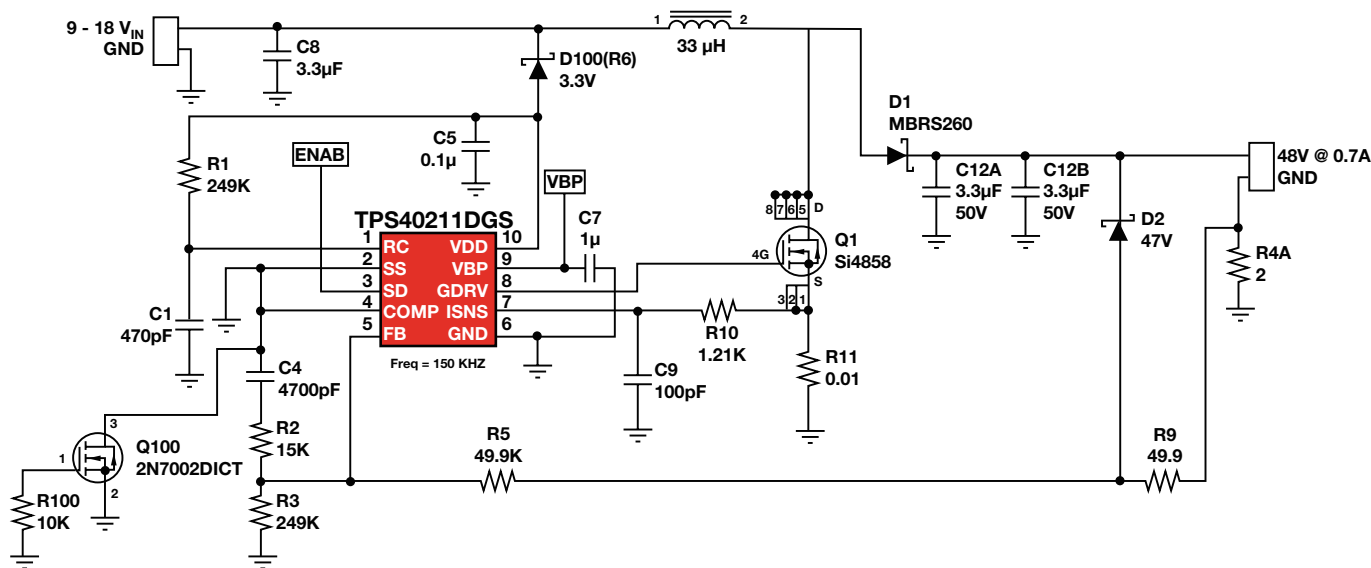 9 - 18 VIN
GND
C8
3.3µF
D100(R6)
3.3V
1
2
33 µH
D1
MBRS260
C5
0.1µ
R1
249K
ENAB
VBP
C7
1µ
TPS40211DGS
1 RC VDD 10
2 SS VBP 9
3 SD GDRV 8
4 COMP ISNS 7
5 FB GND 6
Freq = 150 KHZ
C1
470pF
C4
4700pF
R2
15K
R3
249K
3
1
2
Q100
2N7002DICT
R100
10K
8 7 6 5 D
4G
Q1
Si4858
S
3 2 1
R10
1.21K
C9
100pF
R11
0.01
C12A
3.3µF
50V
C12B
3.3µF
50V
48V @ 0.7A
GND
D2
47V
R4A
2
R5
49.9K
R9
49.9